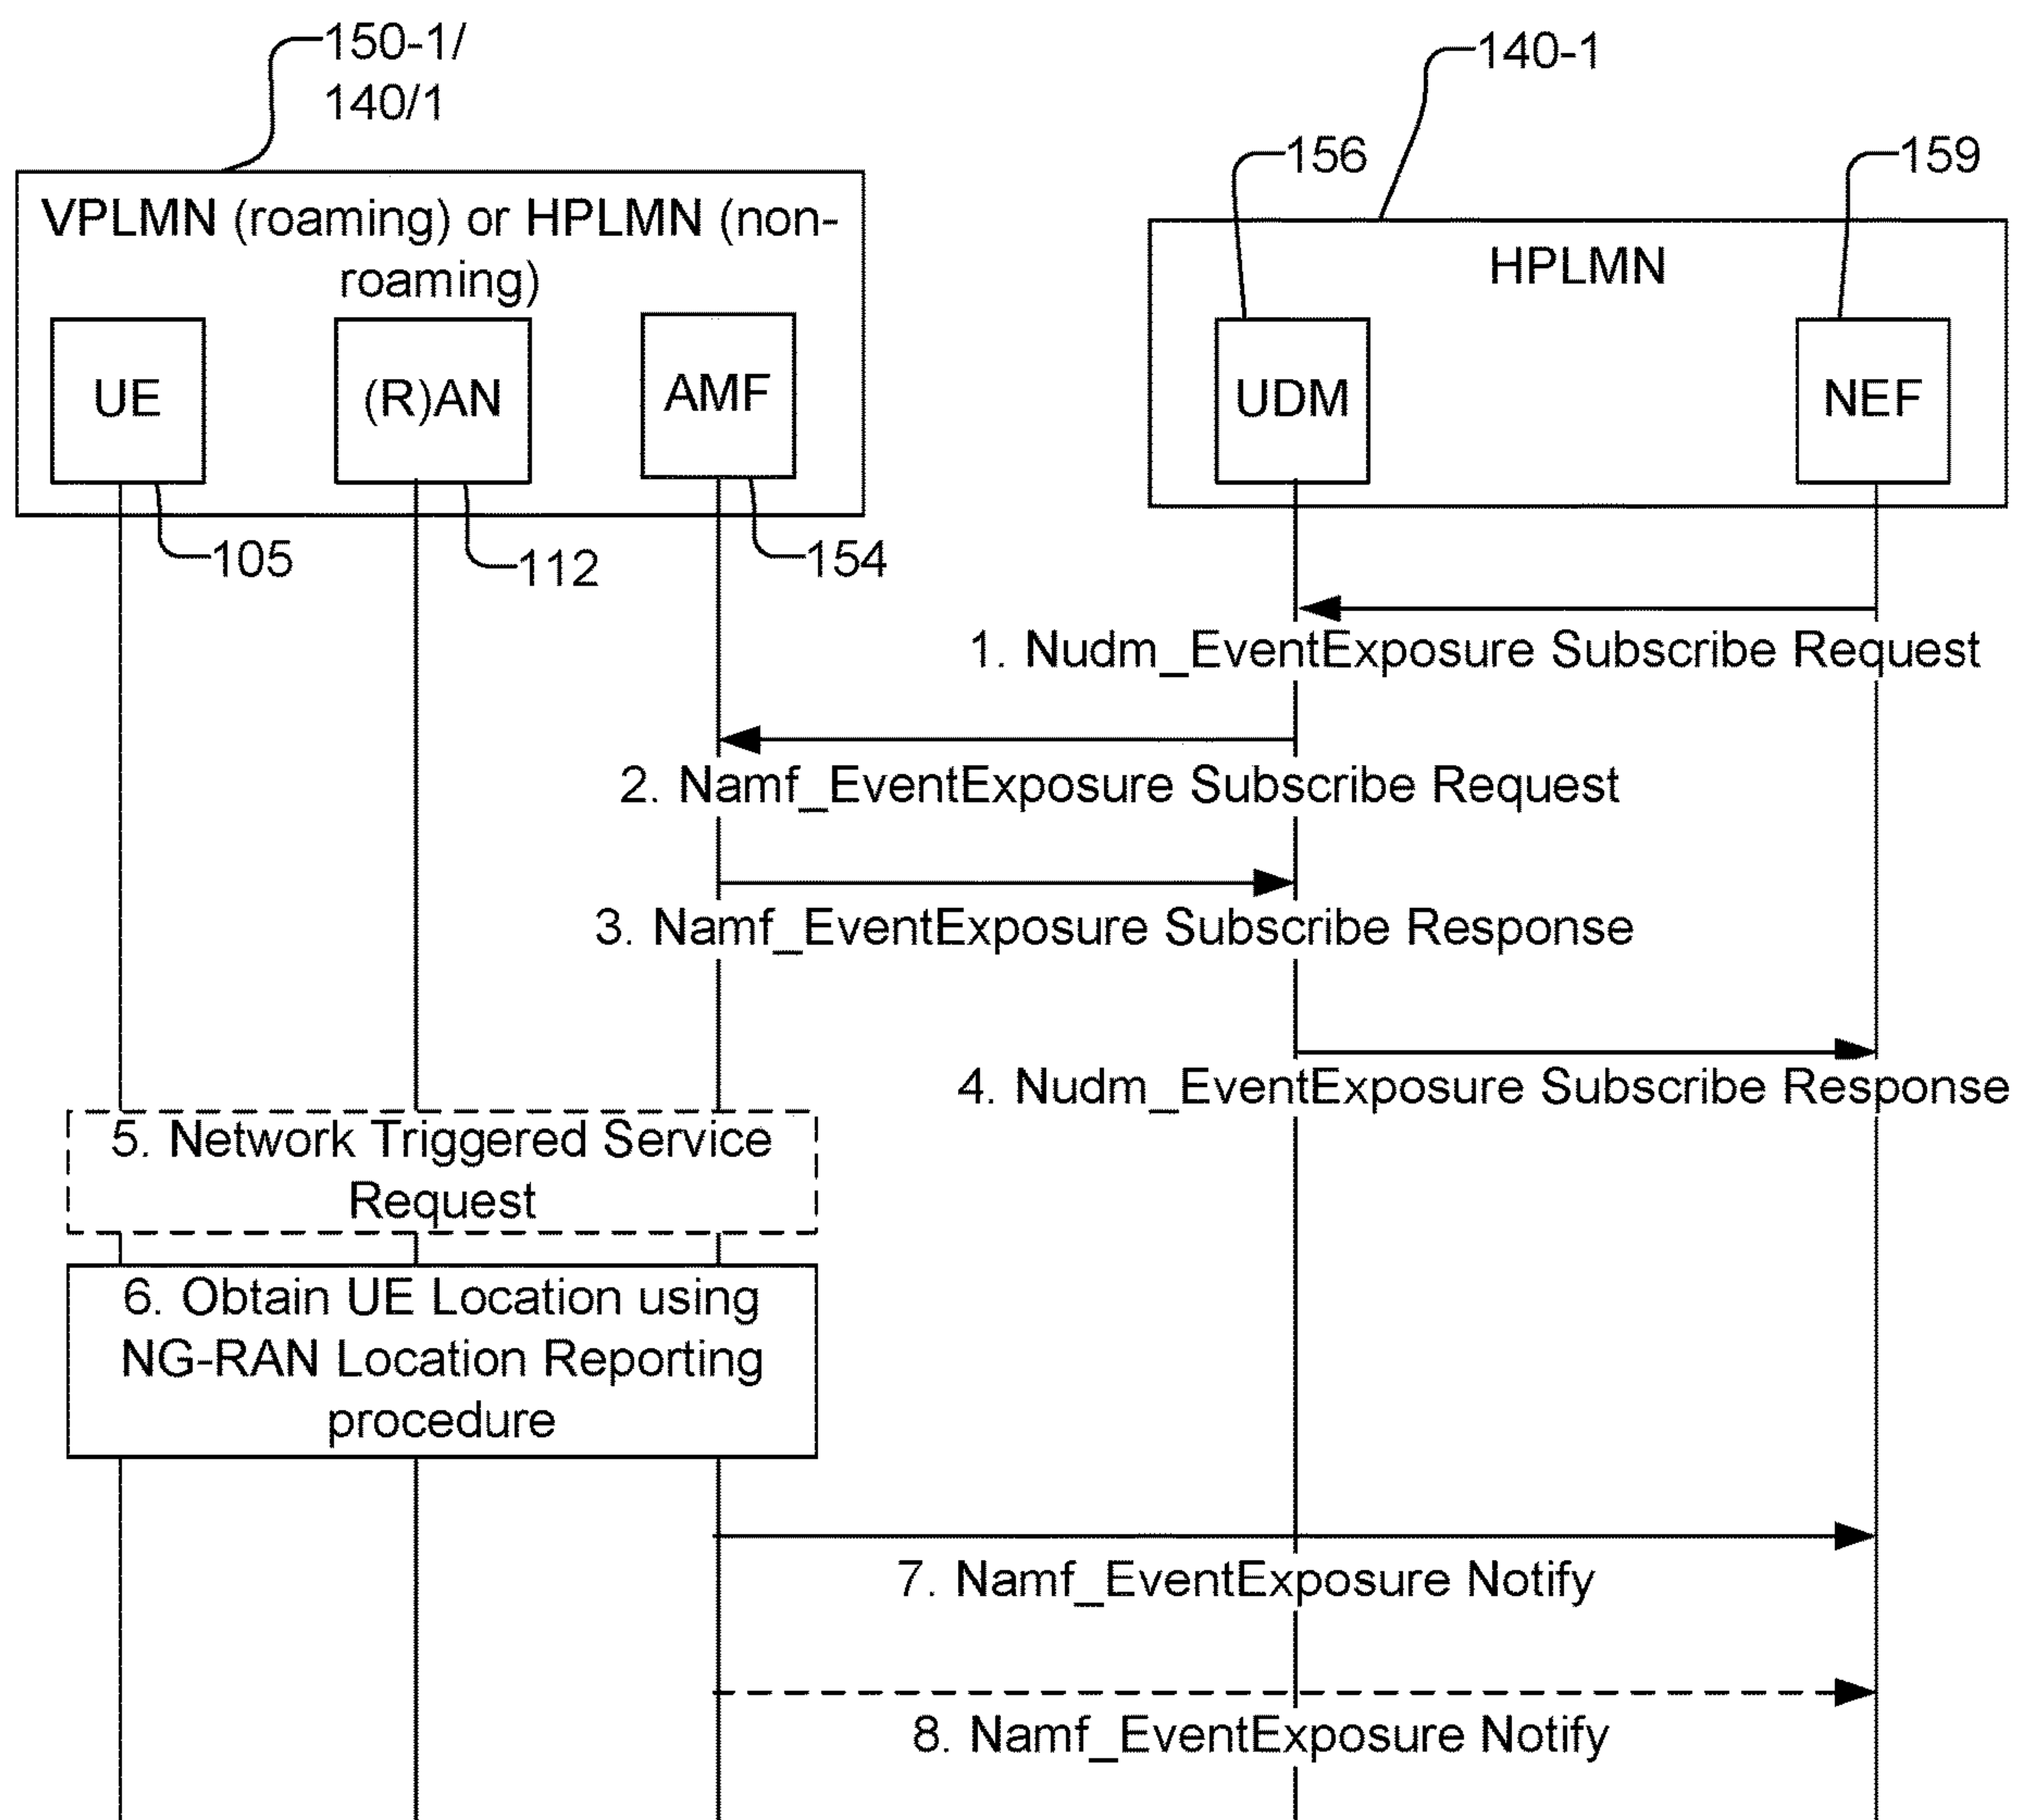 150-1/
140/1
140-1
156
159
VPLMN (roaming) or HPLMN (non-
roaming)
HPLMN
UE
(R)AN
AMF
UDM
NEF
105
112
154
1. Nudm_EventExposure Subscribe Request
2. Namf_EventExposure Subscribe Request
3. Namf_EventExposure Subscribe Response
4. Nudm_EventExposure Subscribe Response
5. Network Triggered Service
Request
6. Obtain UE Location using
NG-RAN Location Reporting
procedure
7. Namf_EventExposure Notify
8. Namf_EventExposure Notify